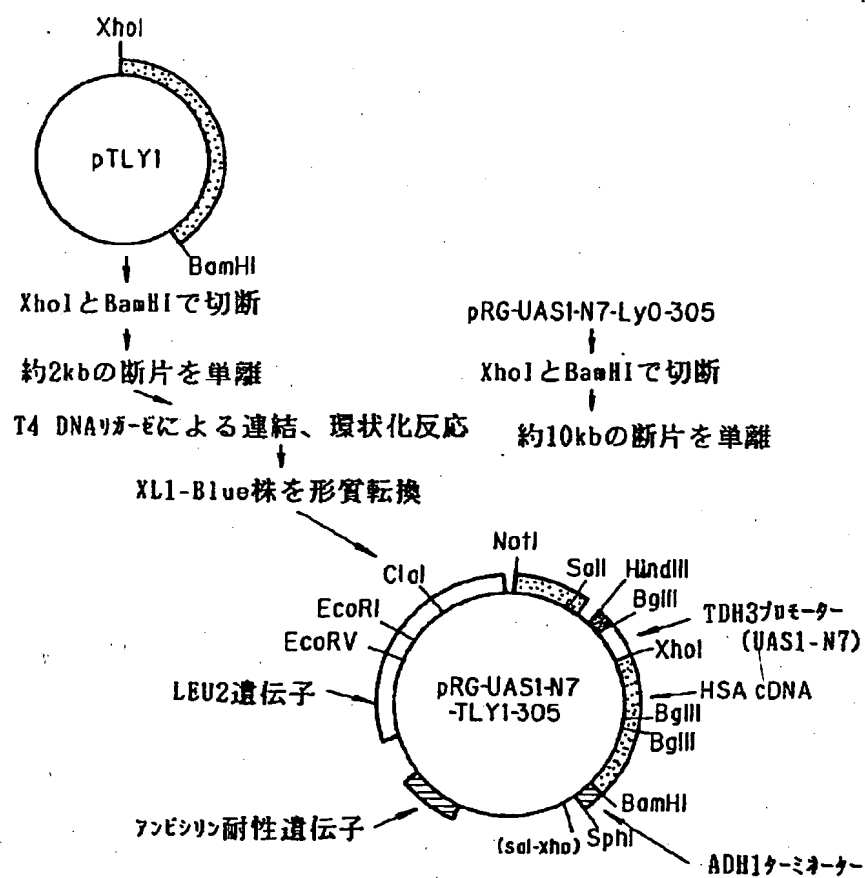 XhoI
pTLY1
BamHI
XhoIとBamHIで切断
約2kbの断片を単離
pRG-UAS1-N7-LyO-305
XhoIとBamHIで切断
約10kbの断片を単離
T4 DNAリガーゼによる連結、環状化反応
XL1-Blue株を形質転換
NotI
SalI
HindIII
BglII
ClaI
EcoRI
EcoRV
TDH3プロモーター
(UAS1-N7)
XhoI
LEU2遺伝子
pRG-UAS1-N7
-TLY1-305
HSA cDNA
BglII
BglII
BamHI
SphI
(sal-xho)
アンピシリン耐性遺伝子
ADH1ターミネーター